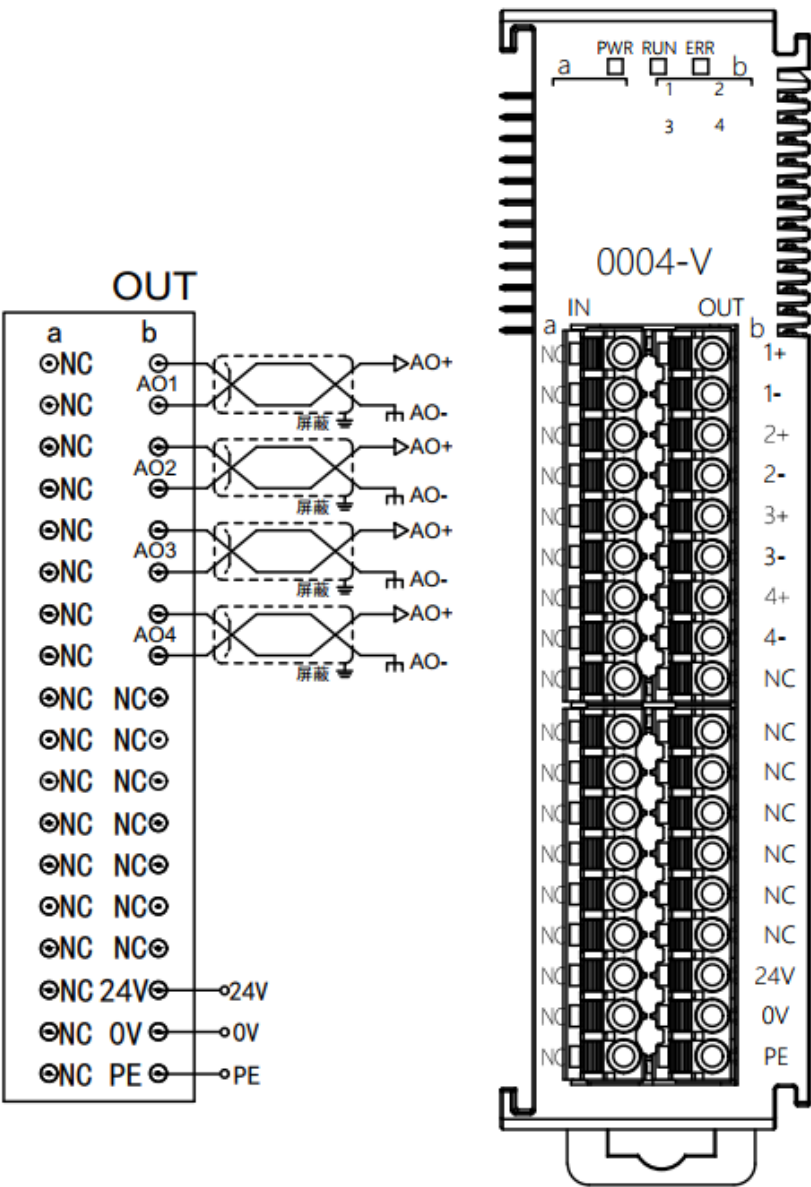 OUT
a b
NC AO+
AO1
NC AO-
屏蔽
NC AO+
AO2
NC AO-
屏蔽
NC AO+
AO3
NC AO-
屏蔽
NC AO+
AO4
NC AO-
屏蔽
NC NC
NC NC
NC NC
NC NC
NC NC
NC NC
NC NC
NC 24V 24V
NC 0V 0V
NC PE PE
PWR RUN ERR
a b
1 2
3 4
0004-V
IN OUT
a b
NC 1+
NC 1-
NC 2+
NC 2-
NC 3+
NC 3-
NC 4+
NC 4-
NC NC
NC NC
NC NC
NC NC
NC NC
NC NC
NC NC
NC 24V
NC 0V
NC PE